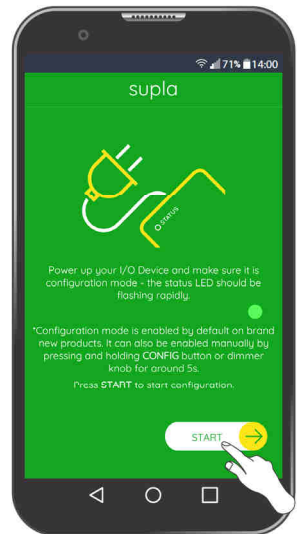 71% 14:00
supla
STATUS
Power up your I/O Device and make sure it is
configuration mode - the status LED should be
flashing rapidly.
*Configuration mode is enabled by default on brand
new products. It can also be enabled manually by
pressing and holding CONFIG button or dimmer
knob for around 5s.
Press START to start configuration.
START